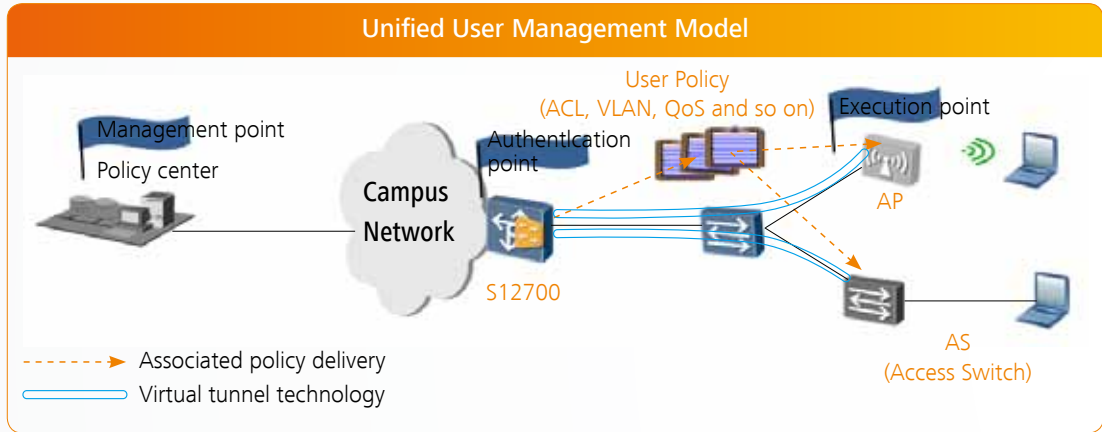 Unified User Management Model
User Policy
(ACL, VLAN, QoS and so on)
Execution point
Management point
Policy center
AuthentIcation
point
Campus
Network
S12700
AP
AS
(Access Switch)
Associated policy delivery
Virtual tunnel technology